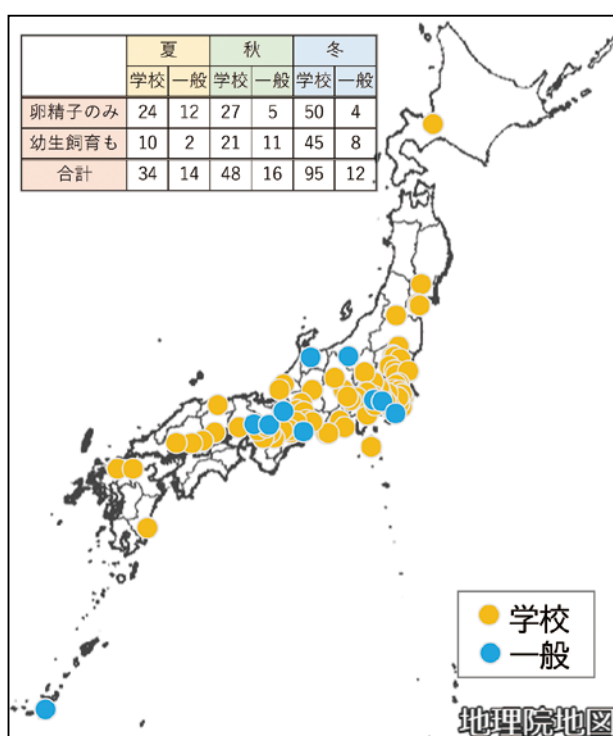 夏 秋 冬
学校 一般 学校 一般 学校 一般
卵精子のみ 24 12 27 5 50 4
幼生飼育も 10 2 21 11 45 8
合計 34 14 48 16 95 12
学校
一般
地理院地図